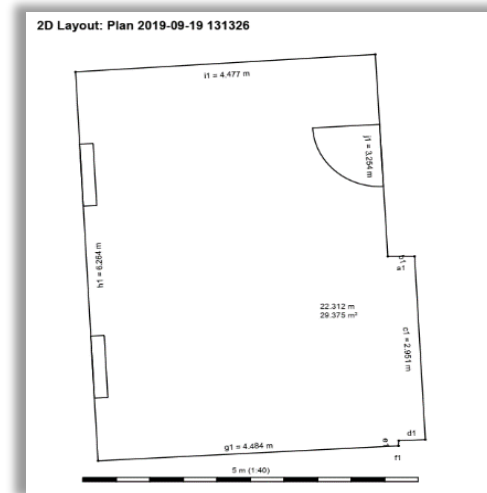 2D Layout: Plan 2019-09-19 131326
i1 = 4.477 m
j1 = 3.254 m
h1 = 6.264 m
b1
a1
22.312 m
29.375 m²
c1 = 2.951 m
d1
e1
g1 = 4.484 m
f1
5 m (1:40)